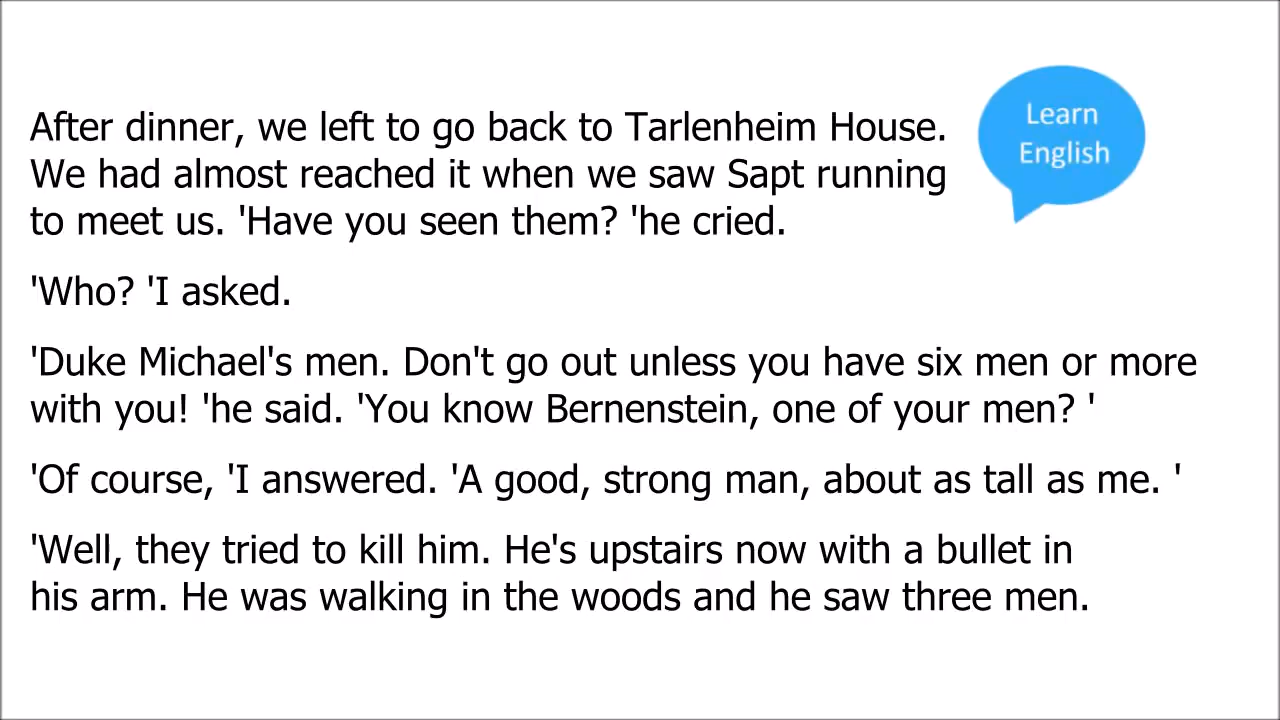 After dinner, we left to go back to Tarlenheim House.
We had almost reached it when we saw Sapt running
to meet us. 'Have you seen them? 'he cried.
'Who? 'I asked.
'Duke Michael's men. Don't go out unless you have six men or more
with you! 'he said. 'You know Bernenstein, one of your men? '
'Of course, 'I answered. 'A good, strong man, about as tall as me. '
'Well, they tried to kill him. He's upstairs now with a bullet in
his arm. He was walking in the woods and he saw three men.
Learn
English